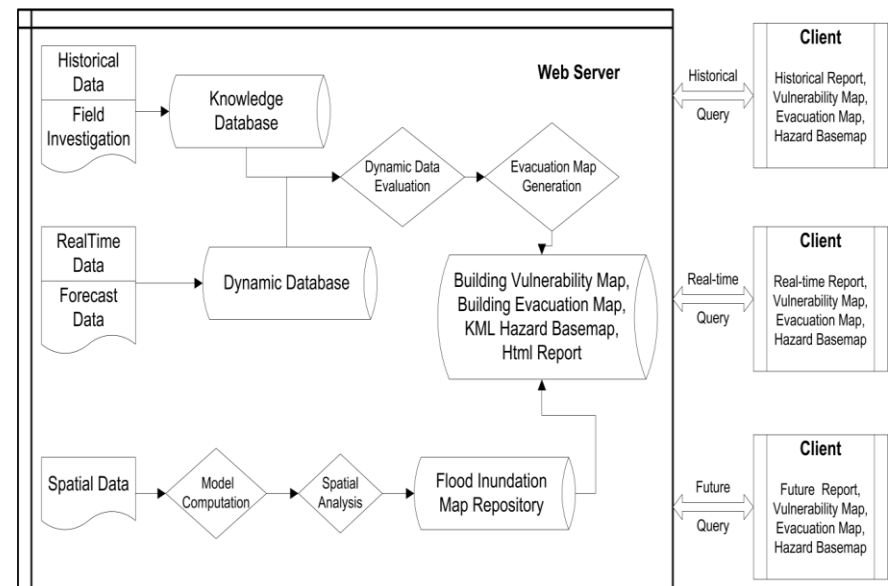 Historical
Data
Field
Investigation
Knowledge
Database
Web Server
Dynamic Data
Evaluation
Evacuation Map
Generation
RealTime
Data
Forecast
Data
Dynamic Database
Building Vulnerability Map,
Building Evacuation Map,
KML Hazard Basemap,
Html Report
Spatial Data
Model
Computation
Spatial
Analysis
Flood Inundation
Map Repository
Historical
Query
Client
Historical Report,
Vulnerability Map,
Evacuation Map,
Hazard Basemap
Real-time
Query
Client
Real-time Report,
Vulnerability Map,
Evacuation Map,
Hazard Basemap
Future
Query
Client
Future Report,
Vulnerability Map,
Evacuation Map,
Hazard Basemap